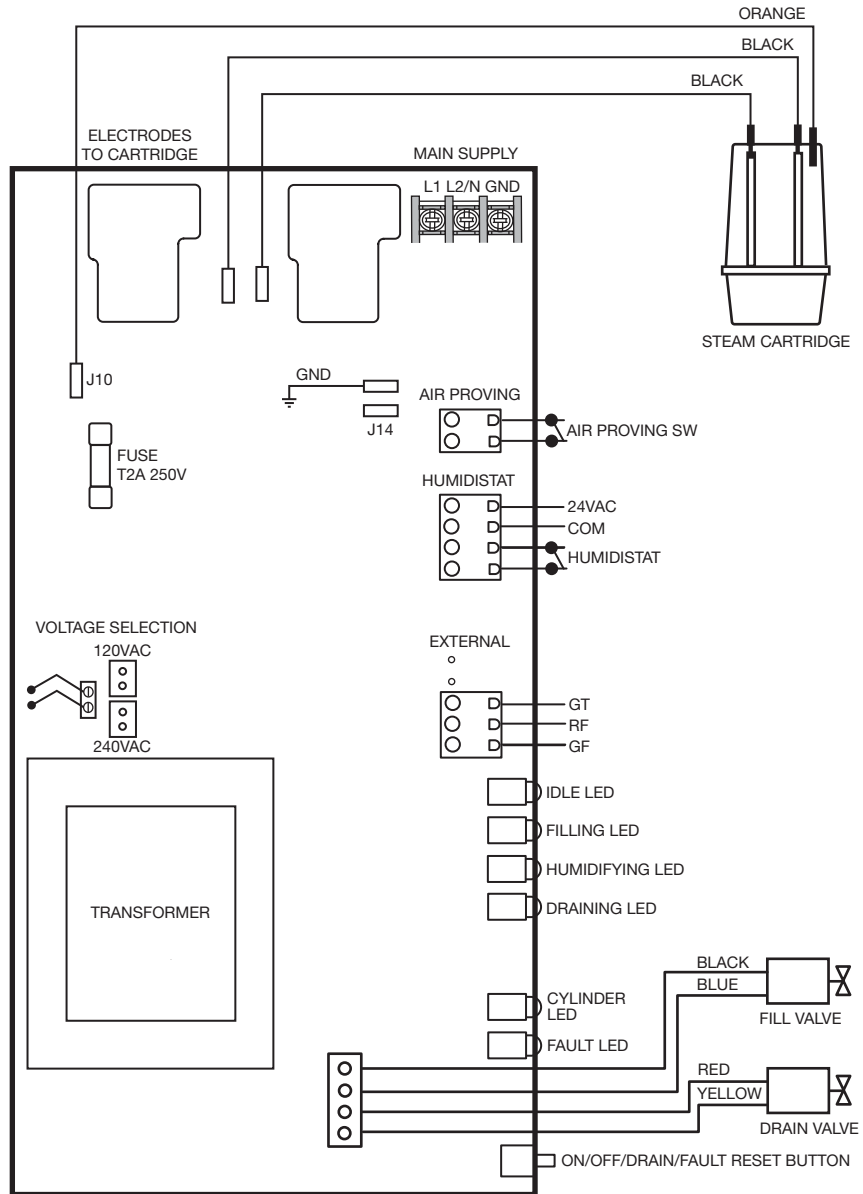 ORANGE
BLACK
BLACK
ELECTRODES
TO CARTRIDGE
MAIN SUPPLY
L1 L2/N GND
STEAM CARTRIDGE
J10
GND
J14
AIR PROVING
AIR PROVING SW
FUSE
T2A 250V
HUMIDISTAT
24VAC
COM
HUMIDISTAT
VOLTAGE SELECTION
120VAC
240VAC
EXTERNAL
GT
RF
GF
IDLE LED
FILLING LED
HUMIDIFYING LED
DRAINING LED
TRANSFORMER
CYLINDER
LED
FAULT LED
BLACK
BLUE
FILL VALVE
RED
YELLOW
DRAIN VALVE
ON/OFF/DRAIN/FAULT RESET BUTTON